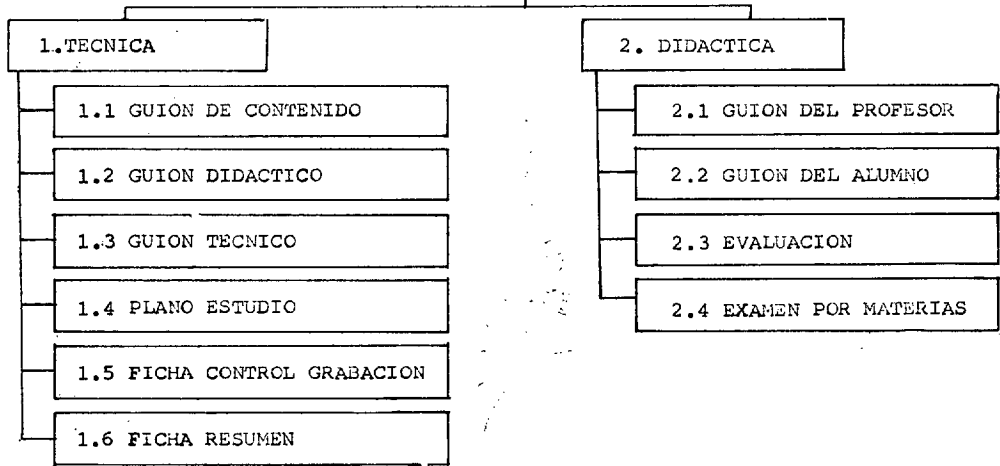 1.TECNICA
1.1 GUION DE CONTENIDO
1.2 GUION DIDACTICO
1.3 GUION TECNICO
1.4 PLANO ESTUDIO
1.5 FICHA CONTROL GRABACION
1.6 FICHA RESUMEN
2. DIDACTICA
2.1 GUION DEL PROFESOR
2.2 GUION DEL ALUMNO
2.3 EVALUACION
2.4 EXAMEN POR MATERIAS